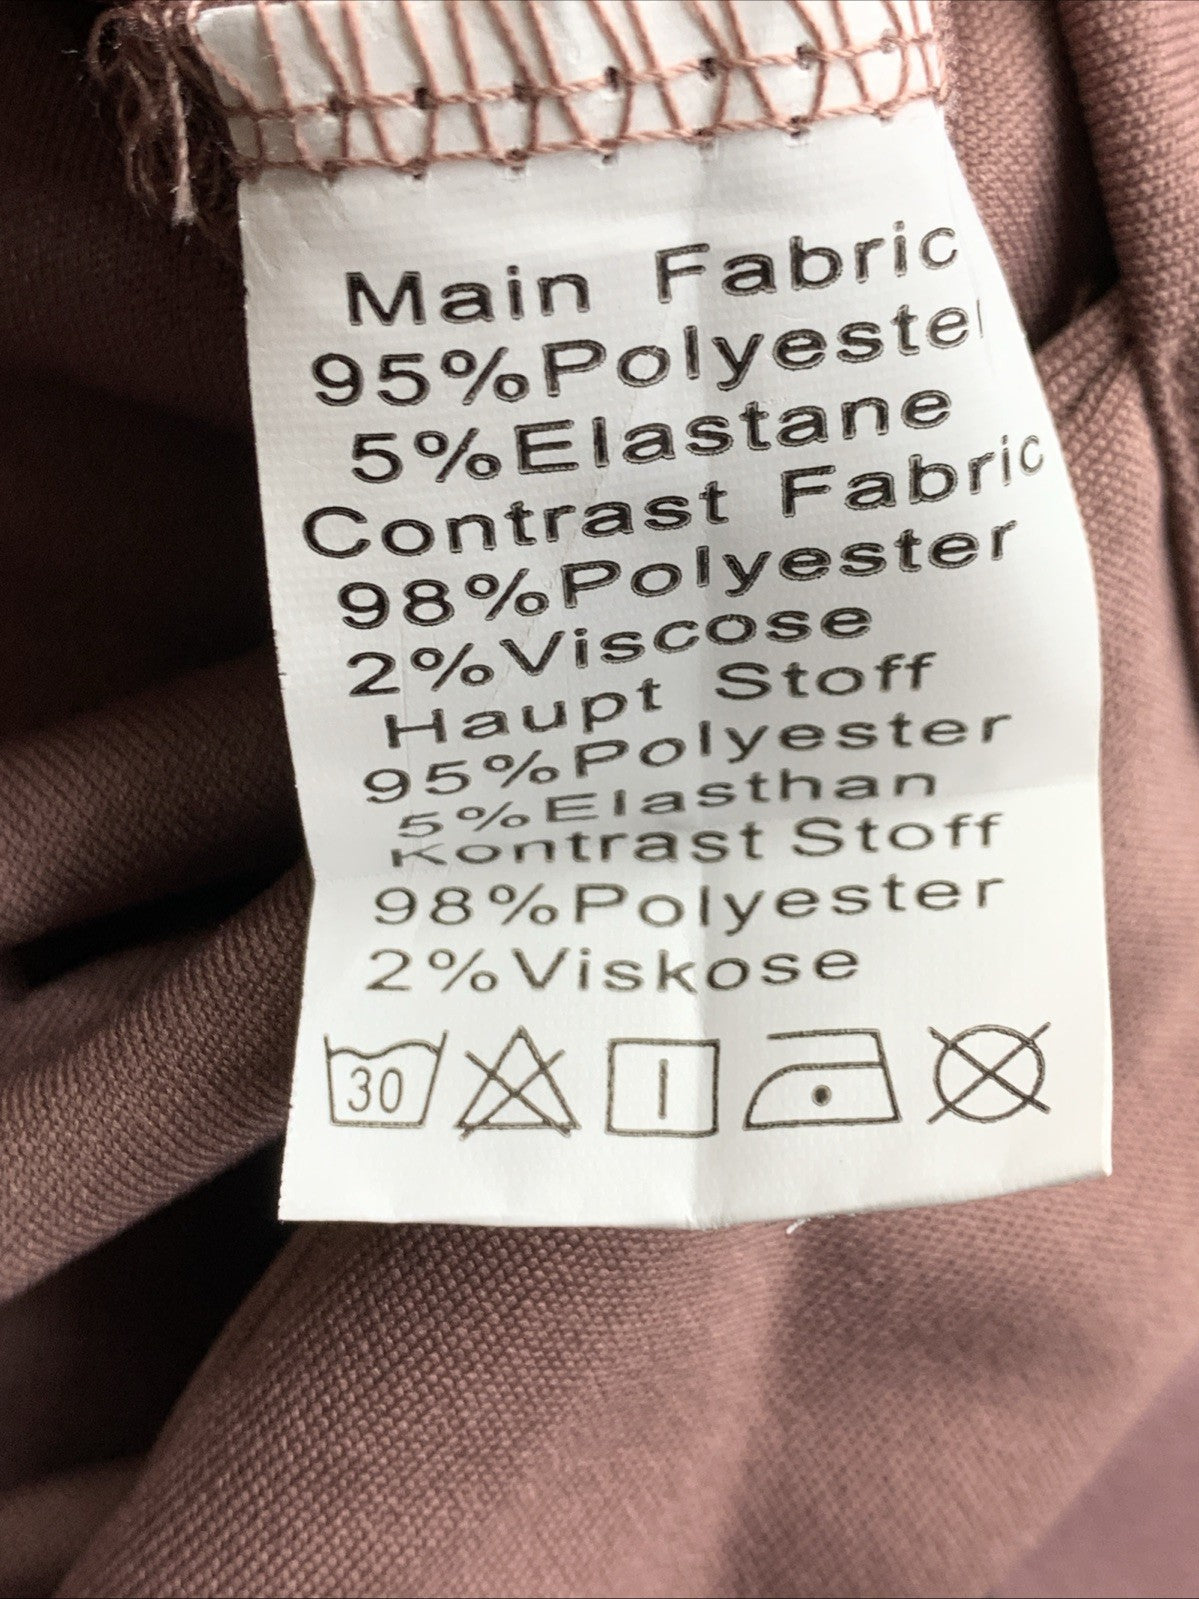 Main Fabric
95%Polyester
5%Elastane
Contrast Fabric
98%Polyester
2%Viscose
Haupt Stoff
95%Polyester
5%Elasthan
Kontrast Stoff
98%Polyester
2%Viskose
30